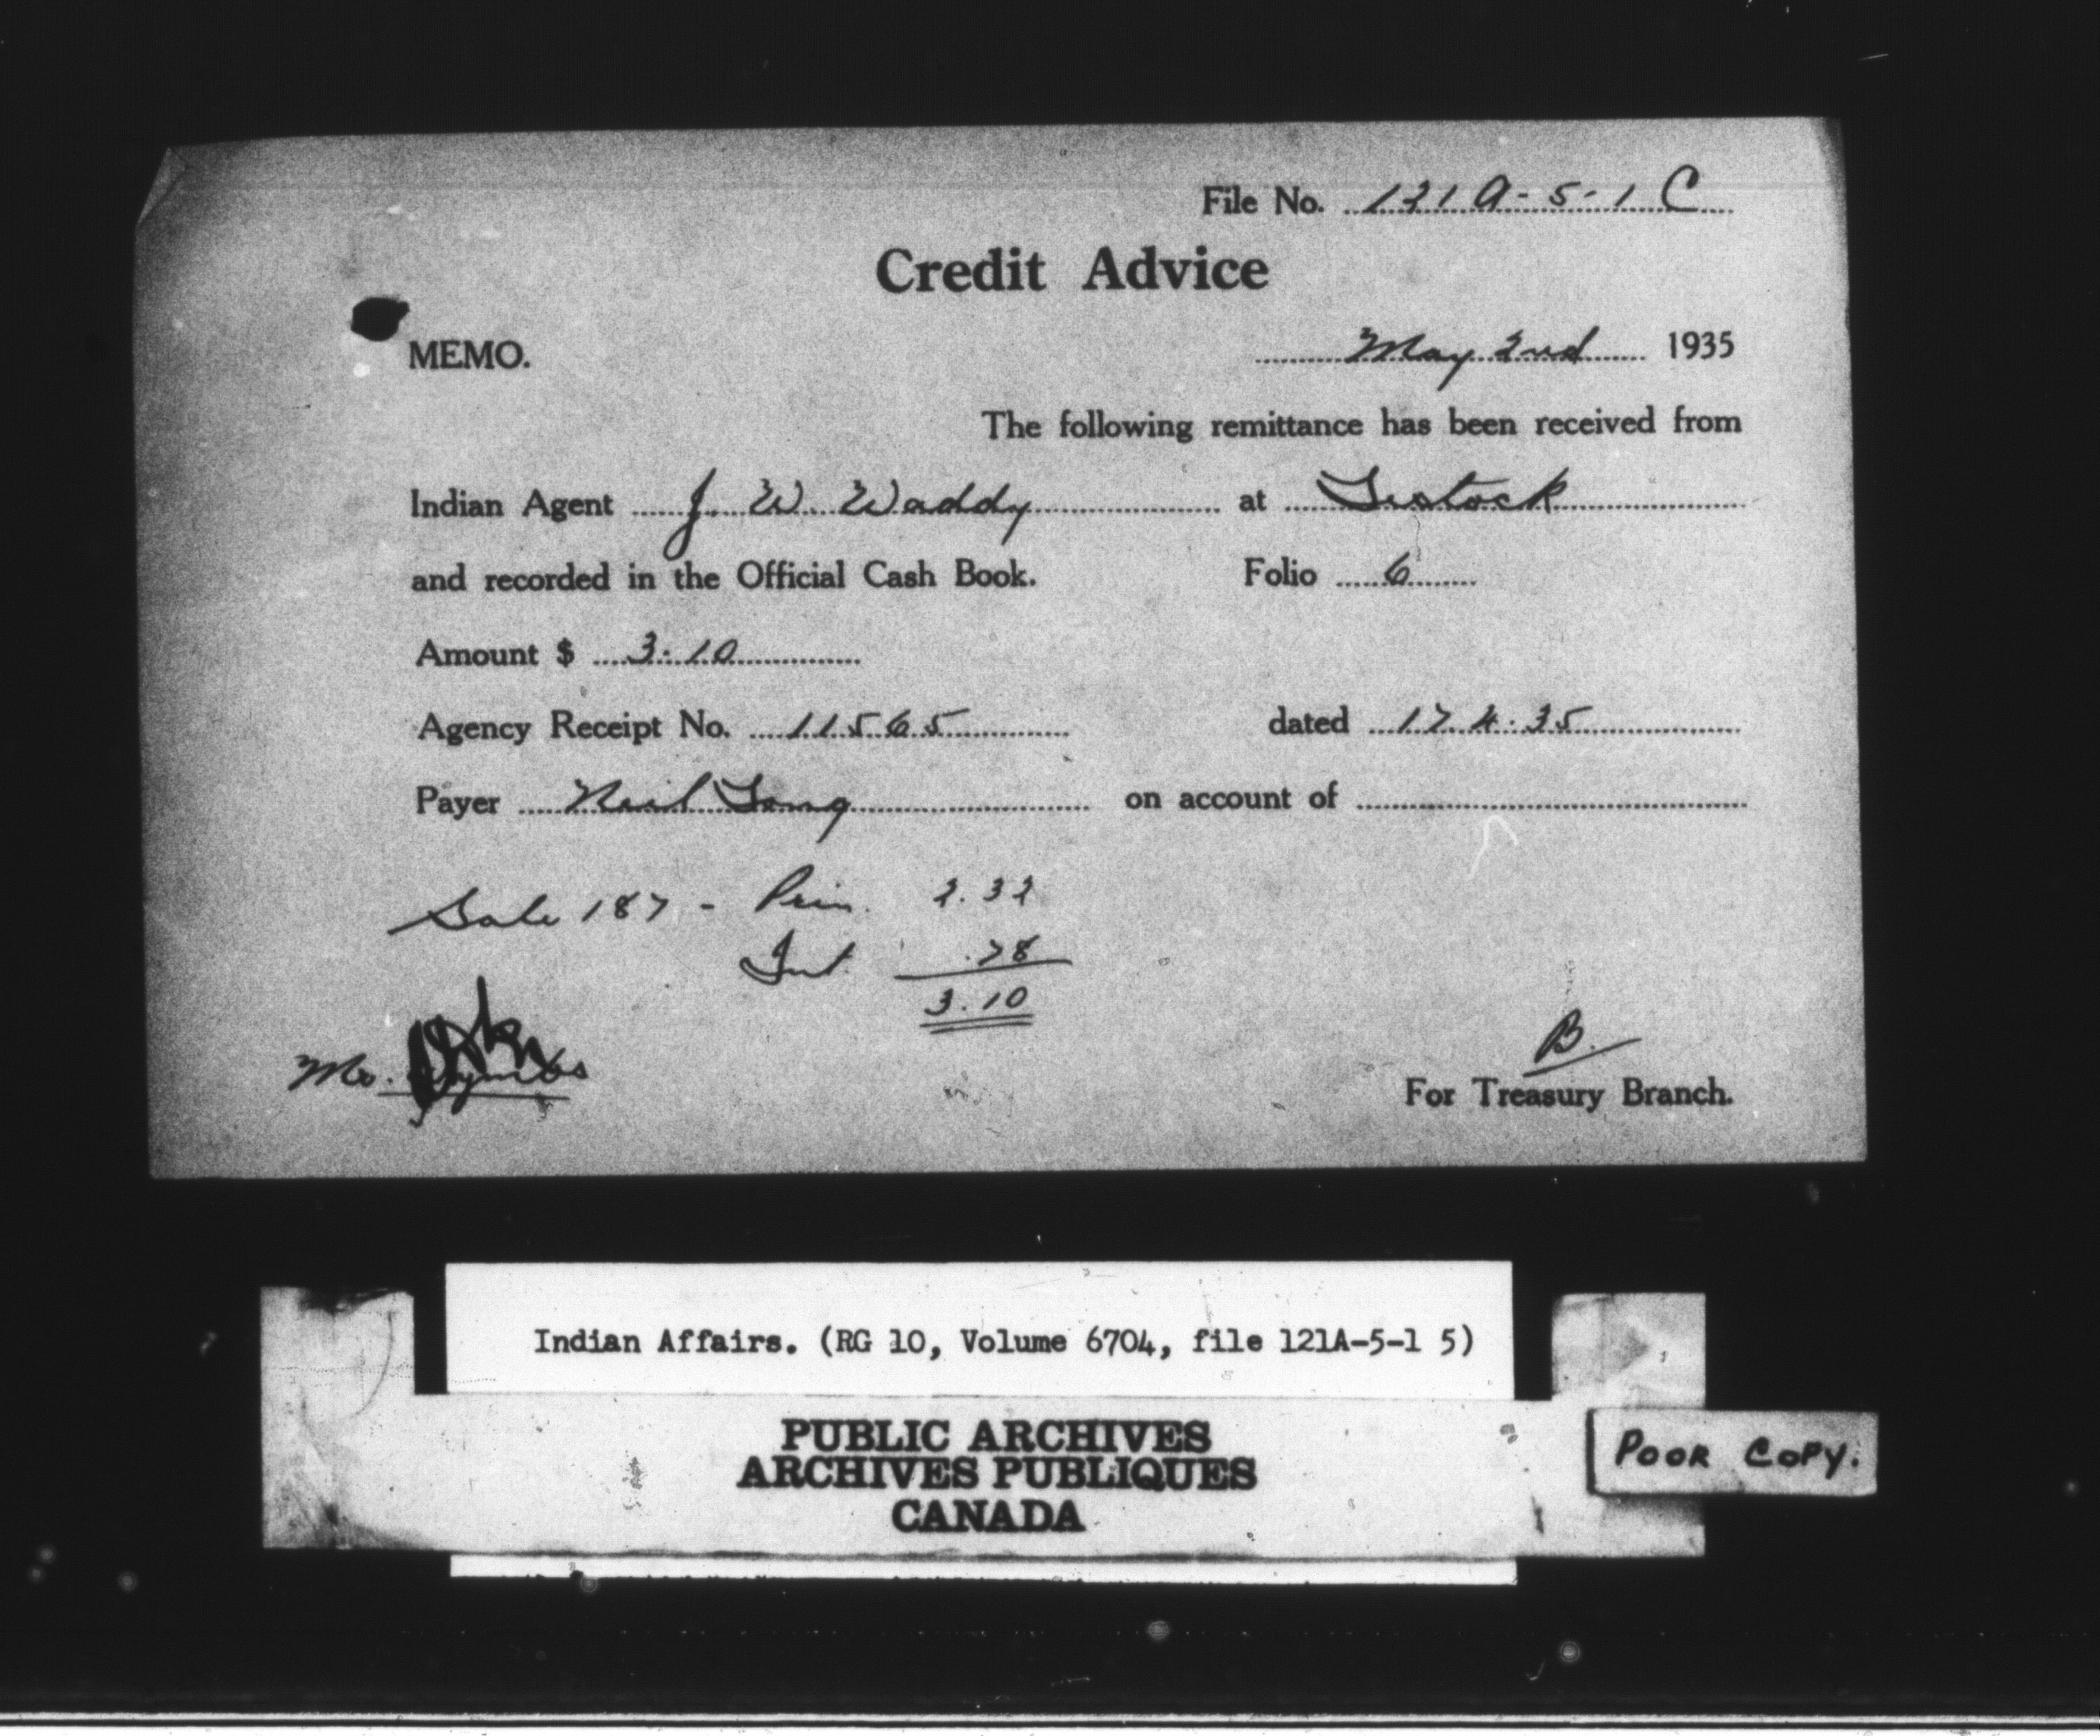 File No. 121A-5-1 C
Credit Advice
MEMO.
May 2nd 1935
The following remittance has been received from
Indian Agent J. W. Waddy at Tustock
and recorded in the Official Cash Book. Folio 6
Amount $ 3.10
Agency Receipt No. 11565 dated 17.4.35
Payer Neil Long on account of
Sale 187 - Prin. 2.32
Int. .78
3.10
Mr.
B.
For Treasury Branch.
Indian Affairs. (RG 10, Volume 6704, file 121A-5-1 5)
PUBLIC ARCHIVES
ARCHIVES PUBLIQUES
CANADA
POOR COPY.